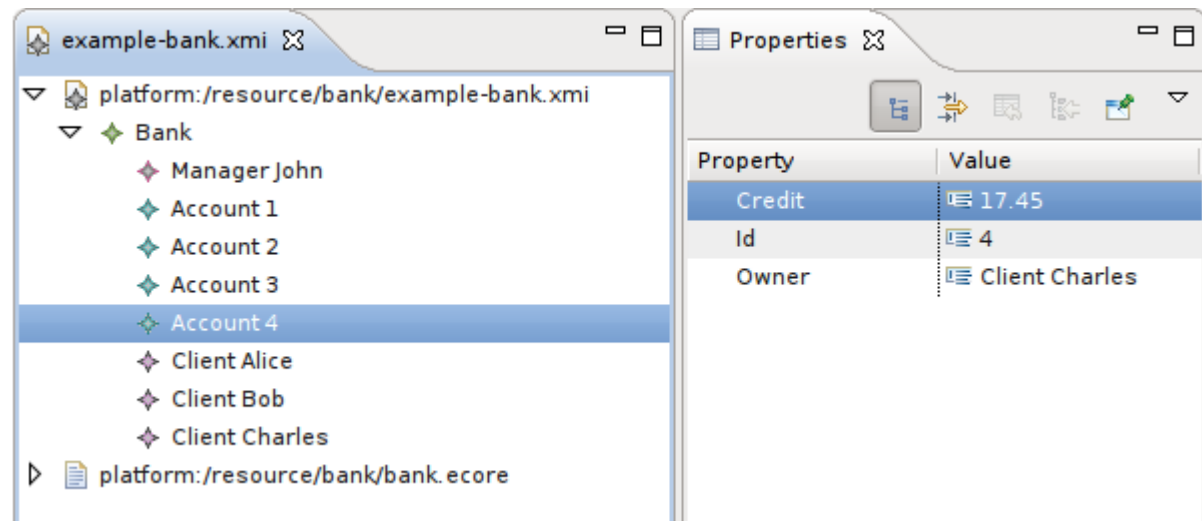 example-bank.xmi
platform:/resource/bank/example-bank.xmi
Bank
Manager John
Account 1
Account 2
Account 3
Account 4
Client Alice
Client Bob
Client Charles
platform:/resource/bank/bank.ecore
Properties
Property Value
Credit 17.45
Id 4
Owner Client Charles